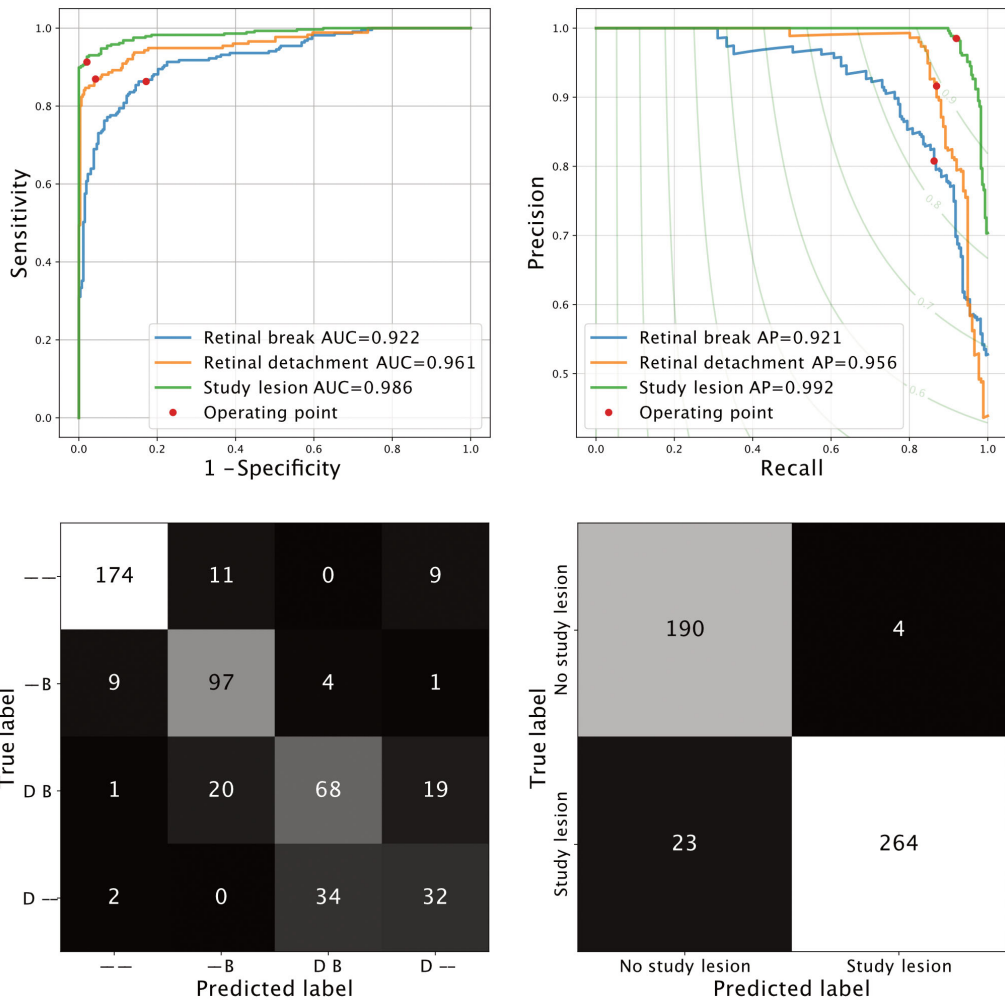 1.0
0.8
0.6
0.4
0.2
0.0
Sensitivity
0.0 0.2 0.4 0.6 0.8 1.0
1 – Specificity
Retinal break AUC=0.922
Retinal detachment AUC=0.961
Study lesion AUC=0.986
Operating point
1.0
0.9
0.8
0.7
0.6
0.5
Precision
0.0 0.2 0.4 0.6 0.8 1.0
Recall
0.9
0.8
0.7
0.6
Retinal break AP=0.921
Retinal detachment AP=0.956
Study lesion AP=0.992
Operating point
True label
— — 174 11 0 9
—B 9 97 4 1
D B 1 20 68 19
D — 2 0 34 32
— — —B D B D --
Predicted label
True label
No study lesion 190 4
Study lesion 23 264
No study lesion Study lesion
Predicted label